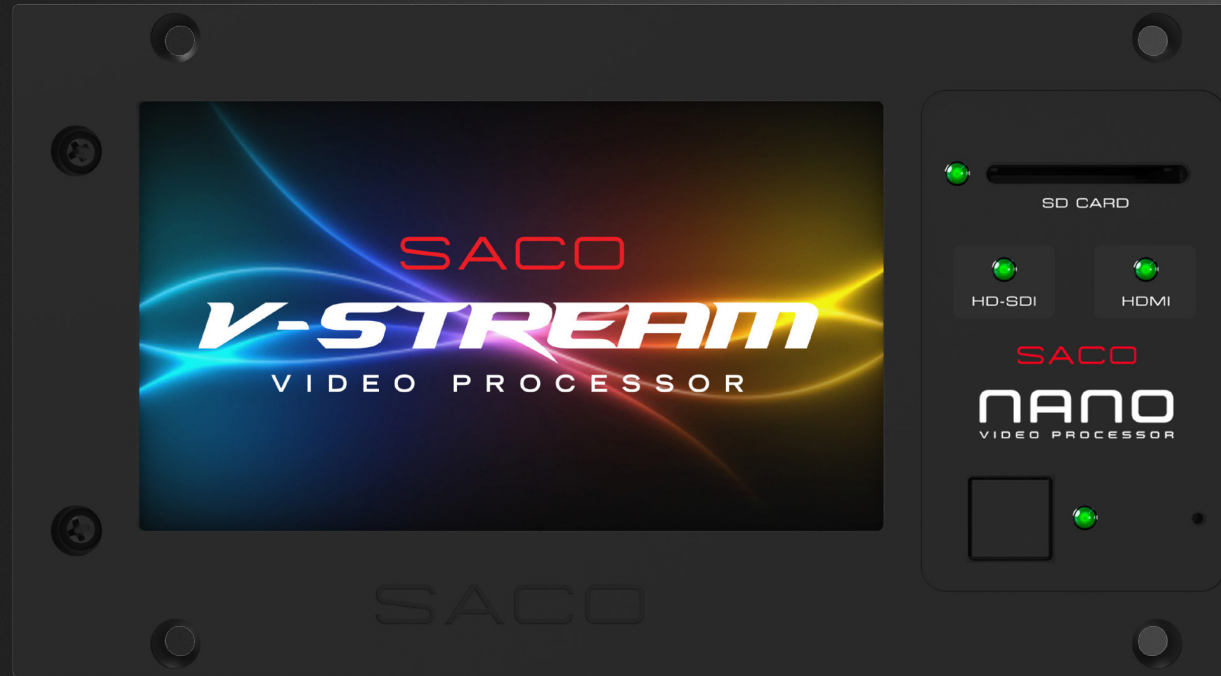 SACO
V-STREAM
VIDEO PROCESSOR
SACO
SD CARD
HD-SDI
HDMI
SACO
NANO
VIDEO PROCESSOR